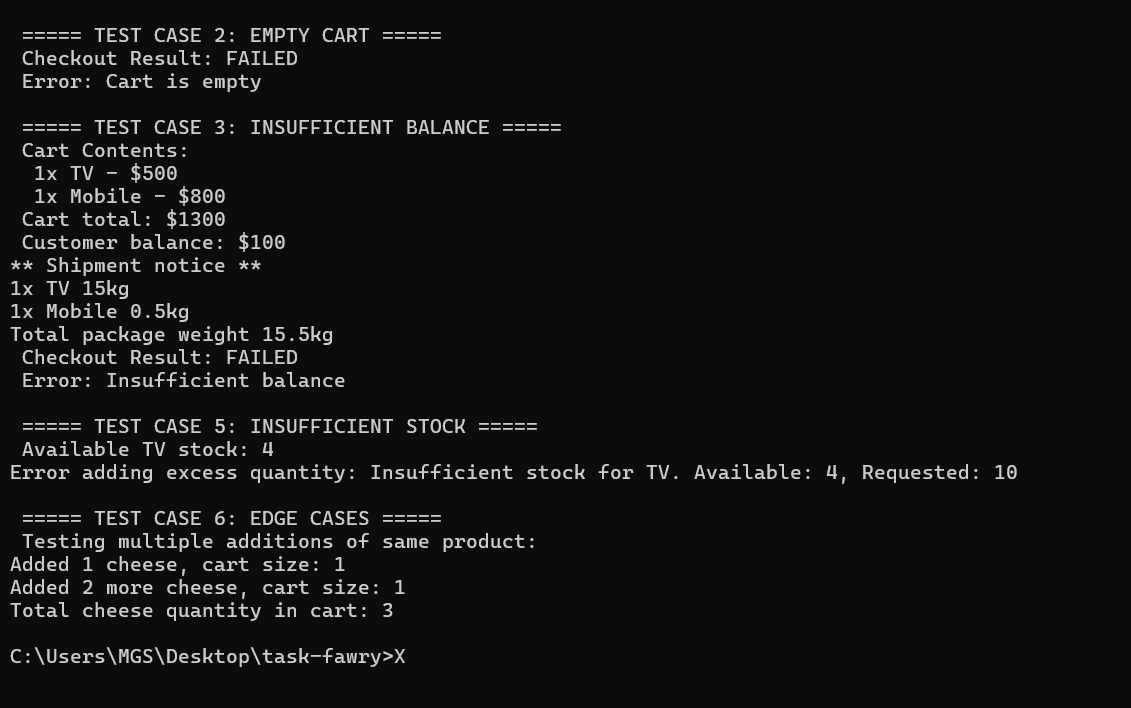 ===== TEST CASE 2: EMPTY CART =====
Checkout Result: FAILED
Error: Cart is empty
===== TEST CASE 3: INSUFFICIENT BALANCE =====
Cart Contents:
1x TV - $500
1x Mobile - $800
Cart total: $1300
Customer balance: $100
** Shipment notice **
1x TV 15kg
1x Mobile 0.5kg
Total package weight 15.5kg
Checkout Result: FAILED
Error: Insufficient balance
===== TEST CASE 5: INSUFFICIENT STOCK =====
Available TV stock: 4
Error adding excess quantity: Insufficient stock for TV. Available: 4, Requested: 10
===== TEST CASE 6: EDGE CASES =====
Testing multiple additions of same product:
Added 1 cheese, cart size: 1
Added 2 more cheese, cart size: 1
Total cheese quantity in cart: 3
C:\Users\MGS\Desktop\task-fawry>X